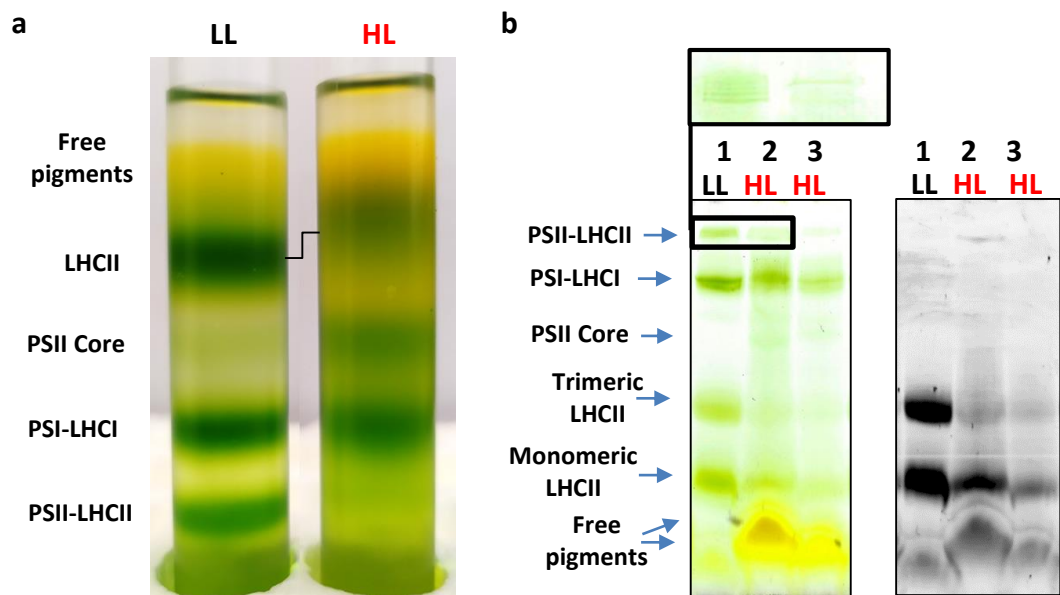 a
LL HL
Free
pigments
LHCII
PSII Core
PSI-LHCI
PSII-LHCII
b
1 2 3
LL HL HL
1 2 3
LL HL HL
PSII-LHCII
PSI-LHCI
PSII Core
Trimeric
LHCII
Monomeric
LHCII
Free
pigments